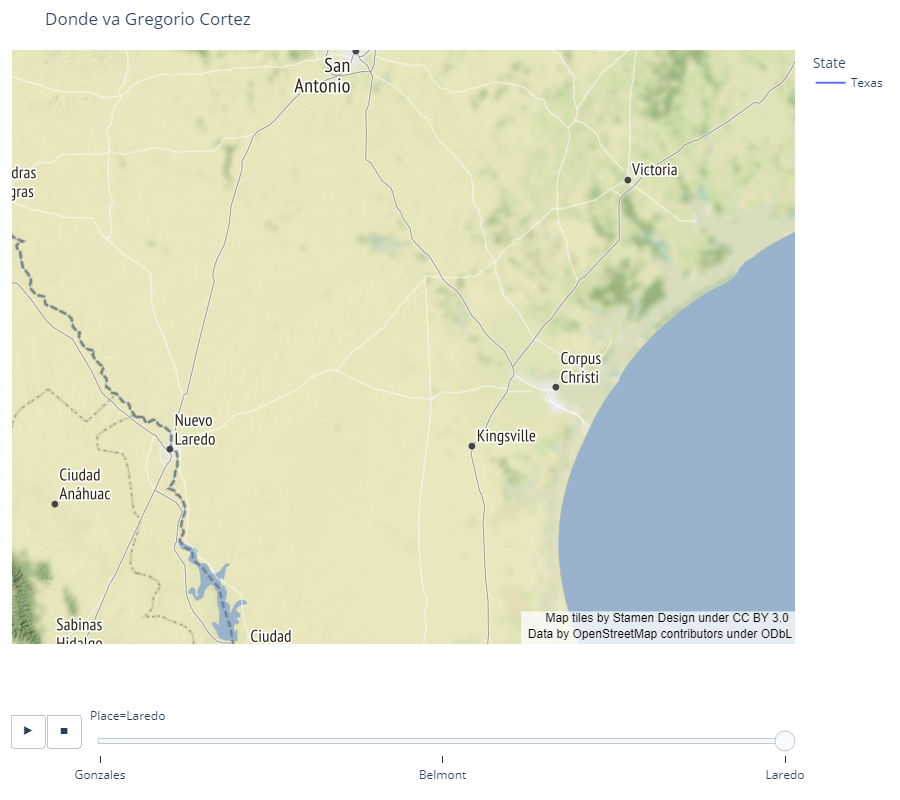 Donde va Gregorio Cortez
State
Texas
San
Antonio
dras
gras
Victoria
Corpus
Christi
Nuevo
Laredo
Kingsville
Ciudad
Anáhuac
Sabinas
Hidalgo
Ciudad
Map tiles by Stamen Design under CC BY 3.0
Data by OpenStreetMap contributors under ODbL
Place=Laredo
Gonzales
Belmont
Laredo